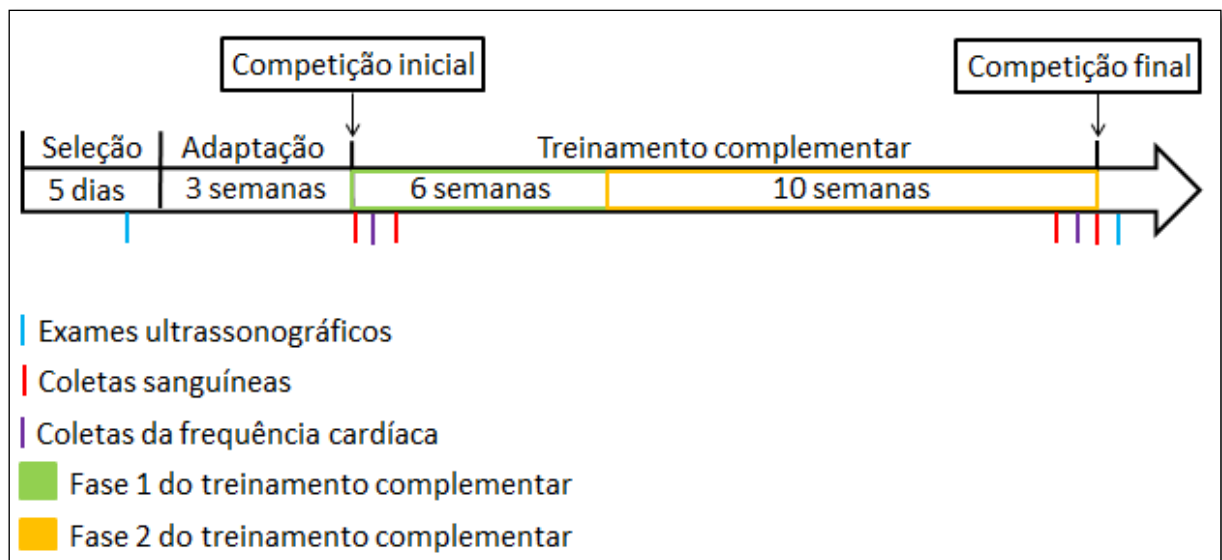 Competição inicial
Competição final
Seleção
Adaptação
Treinamento complementar
5 dias
3 semanas
6 semanas
10 semanas
Exames ultrassonográficos
Coletas sanguíneas
Coletas da frequência cardíaca
Fase 1 do treinamento complementar
Fase 2 do treinamento complementar